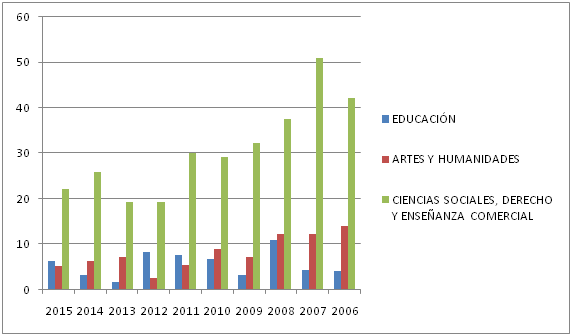 60
50
40
30
20
10
0
2015 2014 2013 2012 2011 2010 2009 2008 2007 2006
EDUCACIÓN
ARTES Y HUMANIDADES
CIENCIAS SOCIALES, DERECHO
Y ENSEÑANZA COMERCIAL